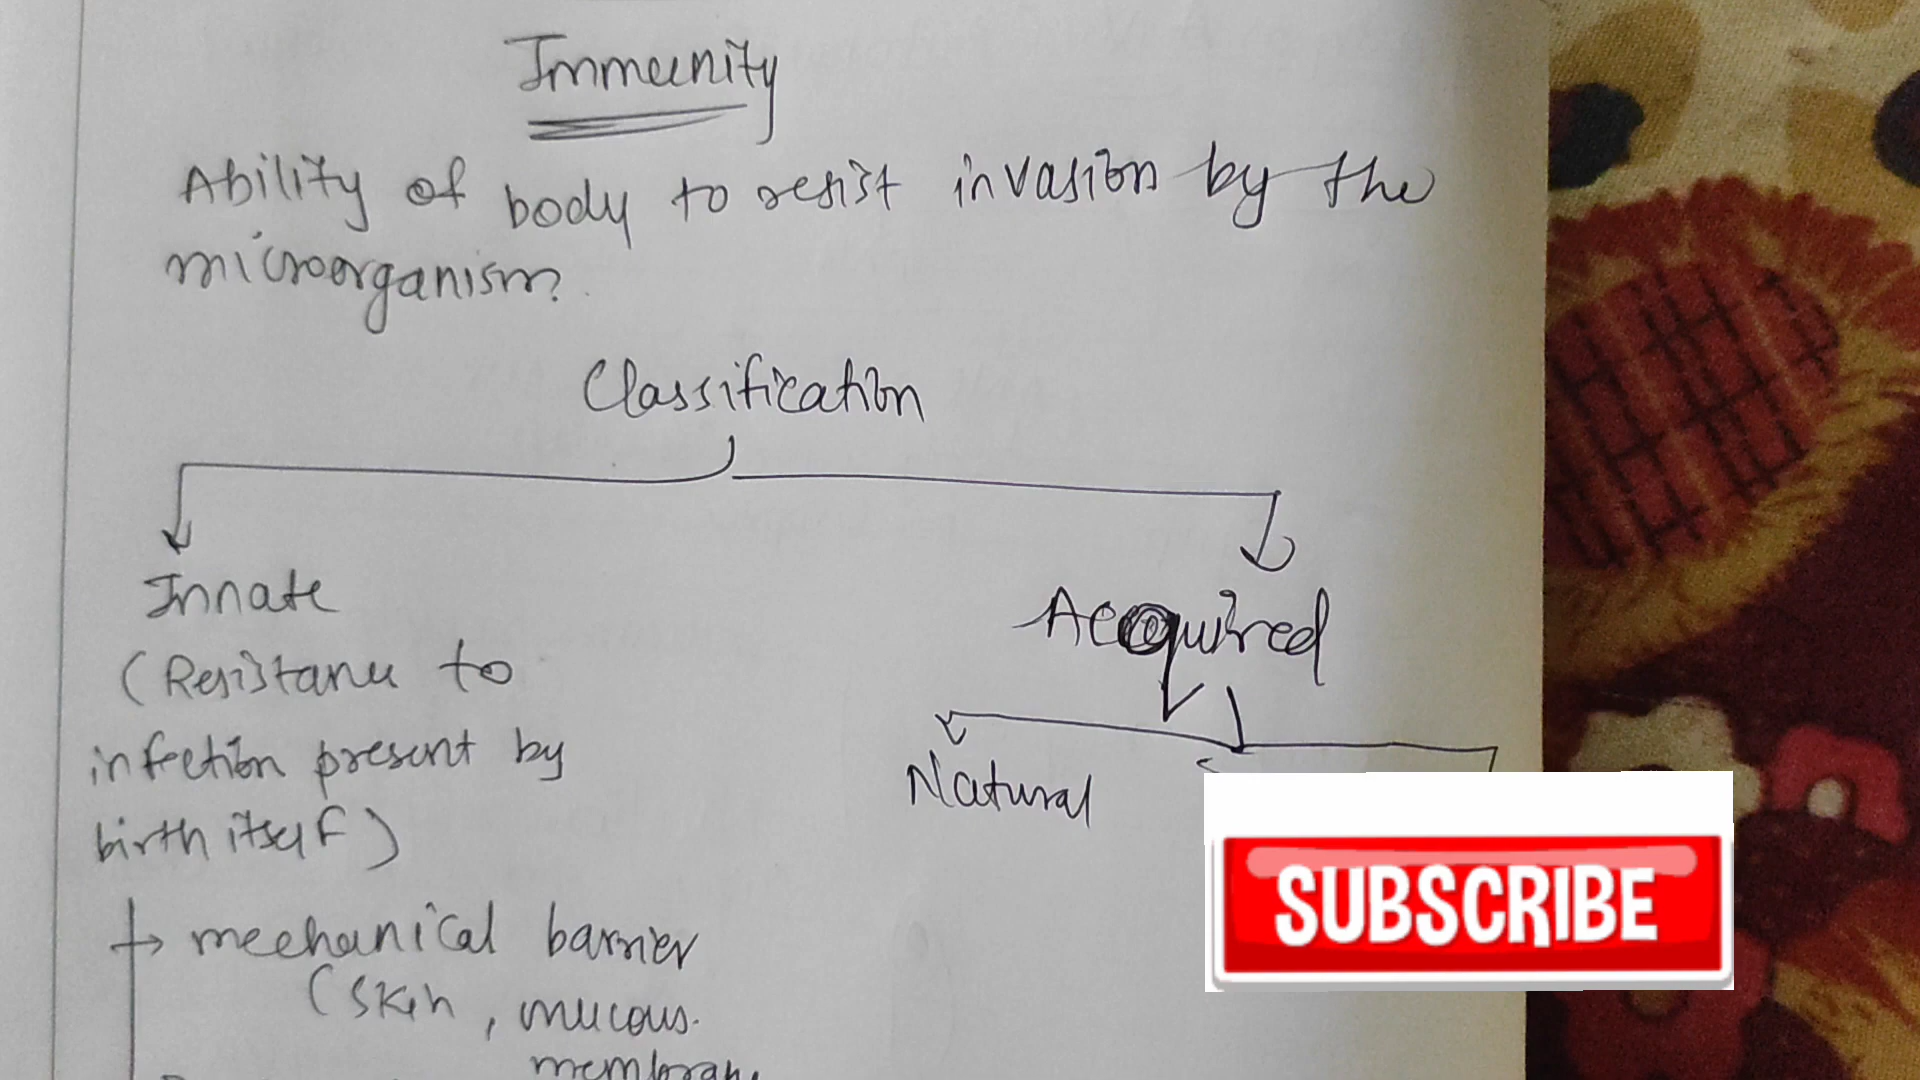 Immunity
Ability of body to resist invasion by the
microorganism.
Classification
Innate
Acquired
(Resistance to
infection present by
birth itself)
Natural
mechanical barrier
(Skin, mucous
membrane
SUBSCRIBE